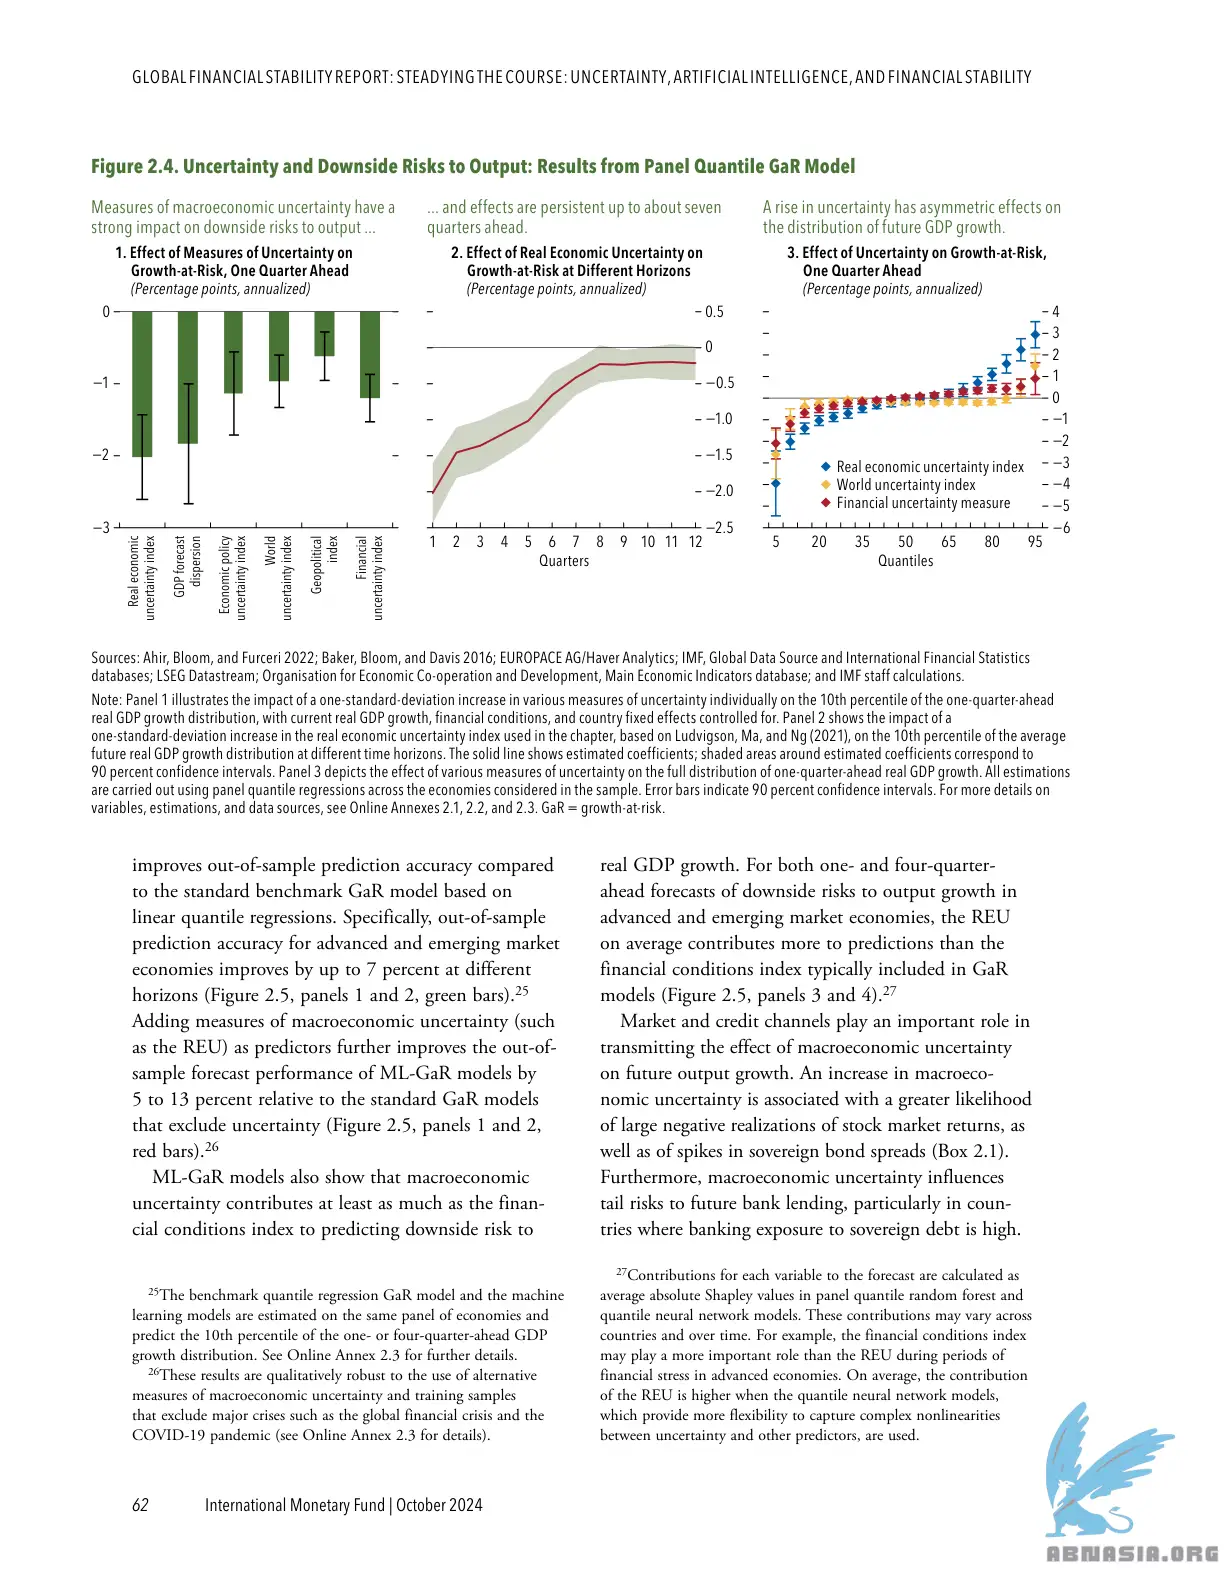 GLOBAL FINANCIAL STABILITY REPORT: STEADYING THE COURSE: UNCERTAINTY, ARTIFICIAL INTELLIGENCE, AND FINANCIAL STABILITY
Figure 2.4. Uncertainty and Downside Risks to Output: Results from Panel Quantile GaR Model
Measures of macroeconomic uncertainty have a
strong impact on downside risks to output ...
1. Effect of Measures of Uncertainty on
Growth-at-Risk, One Quarter Ahead
(Percentage points, annualized)
0
−1
−2
−3
Real economic
uncertainty index
GDP forecast
dispersion
Economic policy
uncertainty index
World
uncertainty index
Geopolitical
index
Financial
uncertainty index
... and effects are persistent up to about seven
quarters ahead.
2. Effect of Real Economic Uncertainty on
Growth-at-Risk at Different Horizons
(Percentage points, annualized)
0.5
0
−0.5
−1.0
−1.5
−2.0
−2.5
1 2 3 4 5 6 7 8 9 10 11 12
Quarters
A rise in uncertainty has asymmetric effects on
the distribution of future GDP growth.
3. Effect of Uncertainty on Growth-at-Risk,
One Quarter Ahead
(Percentage points, annualized)
4
3
2
1
0
−1
−2
−3
−4
−5
−6
Real economic uncertainty index
World uncertainty index
Financial uncertainty measure
5 20 35 50 65 80 95
Quantiles
Sources: Ahir, Bloom, and Furceri 2022; Baker, Bloom, and Davis 2016; EUROPACE AG/Haver Analytics; IMF, Global Data Source and International Financial Statistics
databases; LSEG Datastream; Organisation for Economic Co-operation and Development, Main Economic Indicators database; and IMF staff calculations.
Note: Panel 1 illustrates the impact of a one-standard-deviation increase in various measures of uncertainty individually on the 10th percentile of the one-quarter-ahead
real GDP growth distribution, with current real GDP growth, financial conditions, and country fixed effects controlled for. Panel 2 shows the impact of a
one-standard-deviation increase in the real economic uncertainty index used in the chapter, based on Ludvigson, Ma, and Ng (2021), on the 10th percentile of the average
future real GDP growth distribution at different time horizons. The solid line shows estimated coefficients; shaded areas around estimated coefficients correspond to
90 percent confidence intervals. Panel 3 depicts the effect of various measures of uncertainty on the full distribution of one-quarter-ahead real GDP growth. All estimations
are carried out using panel quantile regressions across the economies considered in the sample. Error bars indicate 90 percent confidence intervals. For more details on
variables, estimations, and data sources, see Online Annexes 2.1, 2.2, and 2.3. GaR = growth-at-risk.
improves out-of-sample prediction accuracy compared
to the standard benchmark GaR model based on
linear quantile regressions. Specifically, out-of-sample
prediction accuracy for advanced and emerging market
economies improves by up to 7 percent at different
horizons (Figure 2.5, panels 1 and 2, green bars).25
Adding measures of macroeconomic uncertainty (such
as the REU) as predictors further improves the out-of-
sample forecast performance of ML-GaR models by
5 to 13 percent relative to the standard GaR models
that exclude uncertainty (Figure 2.5, panels 1 and 2,
red bars).26
ML-GaR models also show that macroeconomic
uncertainty contributes at least as much as the finan-
cial conditions index to predicting downside risk to
25The benchmark quantile regression GaR model and the machine
learning models are estimated on the same panel of economies and
predict the 10th percentile of the one- or four-quarter-ahead GDP
growth distribution. See Online Annex 2.3 for further details.
26These results are qualitatively robust to the use of alternative
measures of macroeconomic uncertainty and training samples
that exclude major crises such as the global financial crisis and the
COVID-19 pandemic (see Online Annex 2.3 for details).
real GDP growth. For both one- and four-quarter-
ahead forecasts of downside risks to output growth in
advanced and emerging market economies, the REU
on average contributes more to predictions than the
financial conditions index typically included in GaR
models (Figure 2.5, panels 3 and 4).27
Market and credit channels play an important role in
transmitting the effect of macroeconomic uncertainty
on future output growth. An increase in macroeco-
nomic uncertainty is associated with a greater likelihood
of large negative realizations of stock market returns, as
well as of spikes in sovereign bond spreads (Box 2.1).
Furthermore, macroeconomic uncertainty influences
tail risks to future bank lending, particularly in coun-
tries where banking exposure to sovereign debt is high.
27Contributions for each variable to the forecast are calculated as
average absolute Shapley values in panel quantile random forest and
quantile neural network models. These contributions may vary across
countries and over time. For example, the financial conditions index
may play a more important role than the REU during periods of
financial stress in advanced economies. On average, the contribution
of the REU is higher when the quantile neural network models,
which provide more flexibility to capture complex nonlinearities
between uncertainty and other predictors, are used.
62 International Monetary Fund | October 2024
ABNASIA.ORG